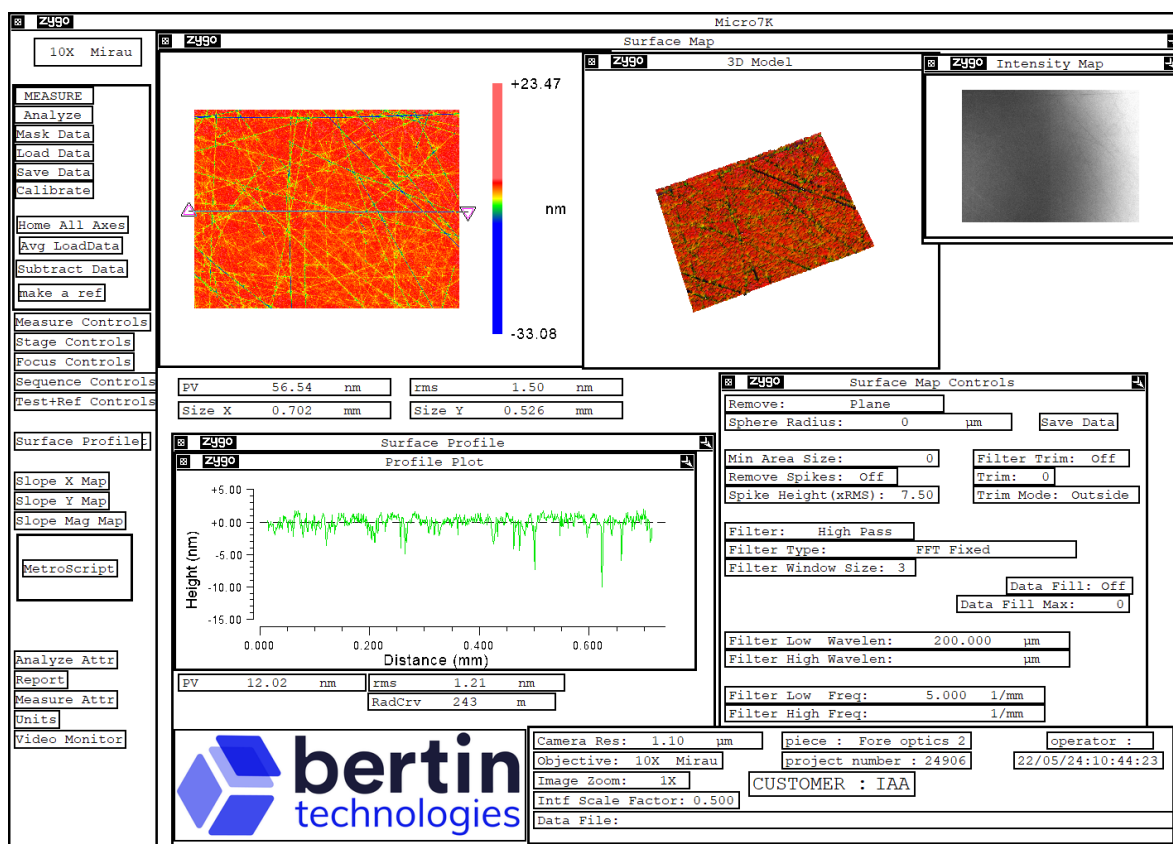 zygo Micro7K
10X Mirau
MEASURE
Analyze
Mask Data
Load Data
Save Data
Calibrate
Home All Axes
Avg LoadData
Subtract Data
make a ref
Measure Controls
Stage Controls
Focus Controls
Sequence Controls
Test+Ref Controls
Surface Profile
Slope X Map
Slope Y Map
Slope Mag Map
MetroScript
Analyze Attr
Report
Measure Attr
Units
Video Monitor
zygo Surface Map
+23.47
nm
-33.08
zygo 3D Model
zygo Intensity Map
PV 56.54 nm
rms 1.50 nm
Size X 0.702 mm
Size Y 0.526 mm
zygo Surface Profile
zygo Profile Plot
+5.00
+0.00
-5.00
-10.00
-15.00
Height (nm)
0.000 0.200 0.400 0.600
Distance (mm)
PV 12.02 nm
rms 1.21 nm
RadCrv 243 m
zygo Surface Map Controls
Remove: Plane
Sphere Radius: 0 µm
Save Data
Min Area Size: 0
Filter Trim: Off
Remove Spikes: Off
Trim: 0
Spike Height(xRMS): 7.50
Trim Mode: Outside
Filter: High Pass
Filter Type: FFT Fixed
Filter Window Size: 3
Data Fill: Off
Data Fill Max: 0
Filter Low Wavelen: 200.000 µm
Filter High Wavelen: µm
Filter Low Freq: 5.000 1/mm
Filter High Freq: 1/mm
bertin
technologies
Camera Res: 1.10 µm
piece : Fore optics 2
operator :
Objective: 10X Mirau
project number : 24906
22/05/24:10:44:23
Image Zoom: 1X
CUSTOMER : IAA
Intf Scale Factor: 0.500
Data File: